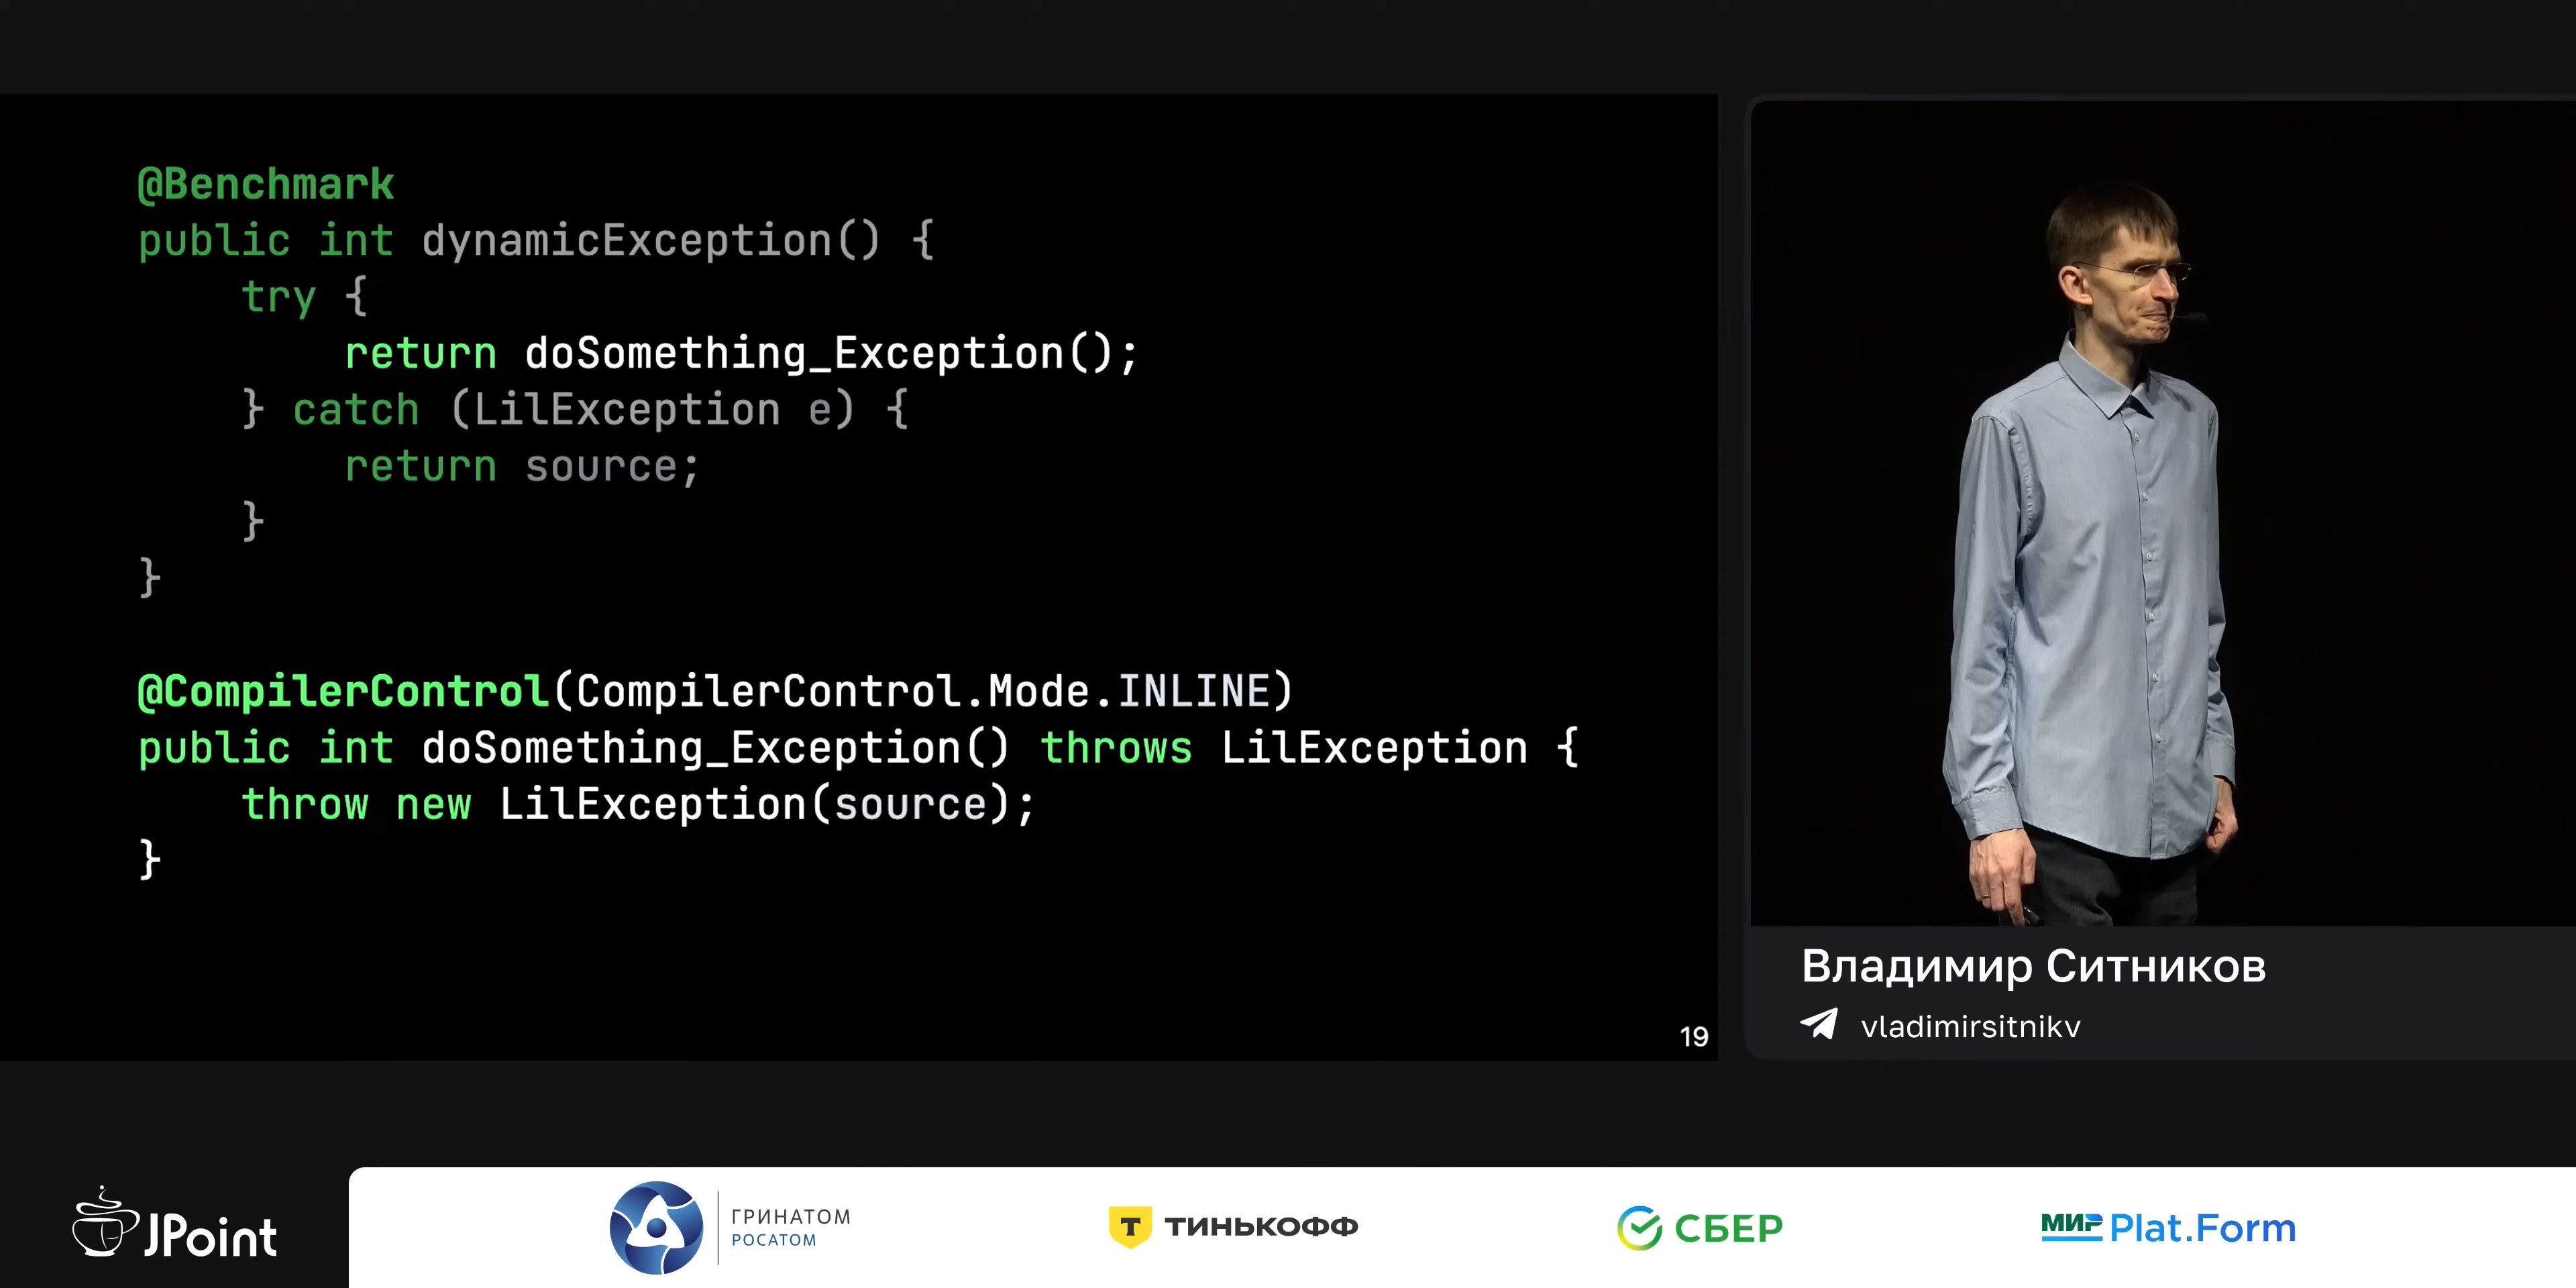 @Benchmark
public int dynamicException() {
    try {
        return doSomething_Exception();
    } catch (LilException e) {
        return source;
    }
}
@CompilerControl(CompilerControl.Mode.INLINE)
public int doSomething_Exception() throws LilException {
    throw new LilException(source);
}
19
Владимир Ситников
vladimirsitnikv
JPoint
ГРИНАТОМ
РОСАТОМ
Т ТИНЬКОФФ
СБЕР
МИР Plat.Form